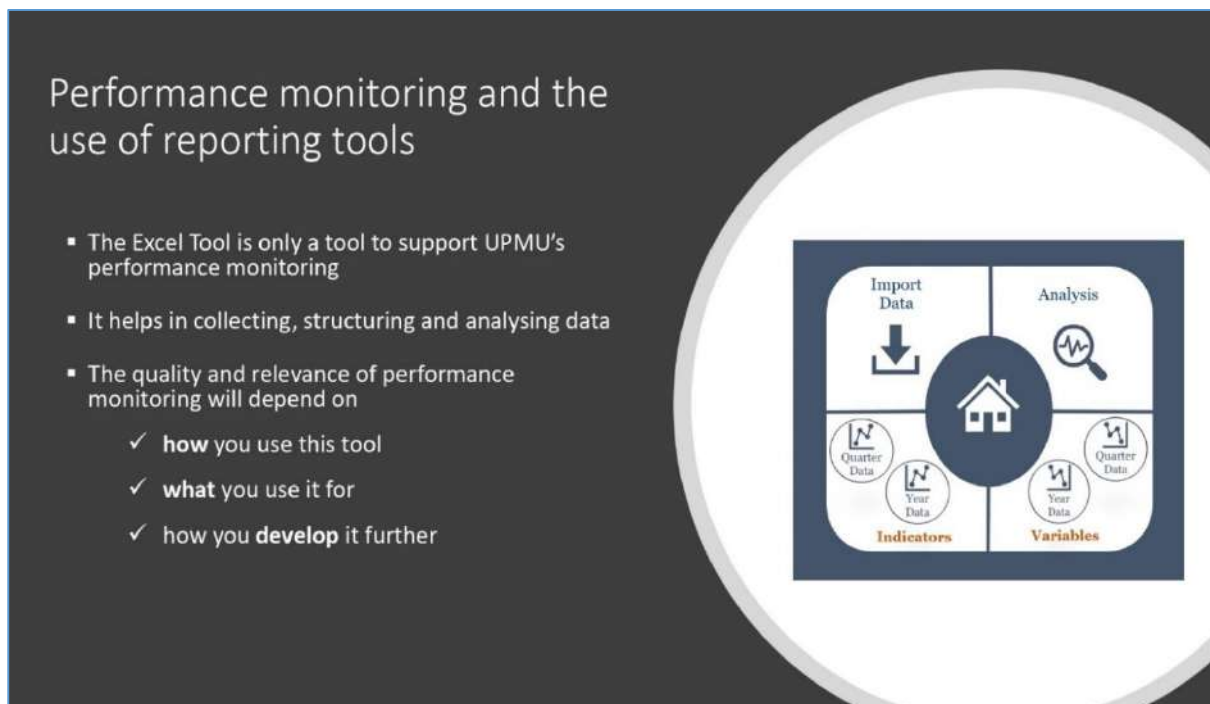 Performance monitoring and the
use of reporting tools
▪ The Excel Tool is only a tool to support UPMU's
performance monitoring
▪ It helps in collecting, structuring and analysing data
▪ The quality and relevance of performance
monitoring will depend on
✓ how you use this tool
✓ what you use it for
✓ how you develop it further
Import
Data
Analysis
Quarter
Data
Year
Data
Indicators
Quarter
Data
Year
Data
Variables